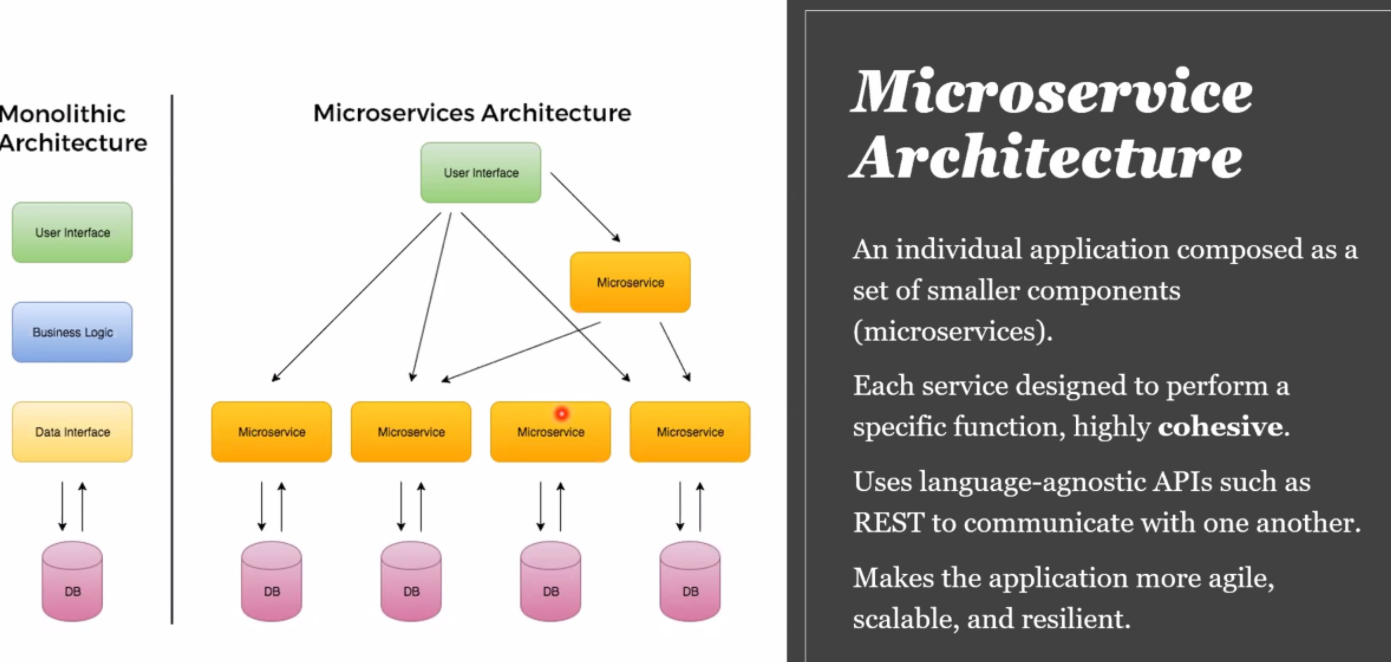 Monolithic
Architecture
User Interface
Business Logic
Data Interface
DB
Microservices Architecture
User Interface
Microservice
Microservice
Microservice
Microservice
Microservice
DB
DB
DB
DB
Microservice
Architecture
An individual application composed as a
set of smaller components
(microservices).
Each service designed to perform a
specific function, highly cohesive.
Uses language-agnostic APIs such as
REST to communicate with one another.
Makes the application more agile,
scalable, and resilient.